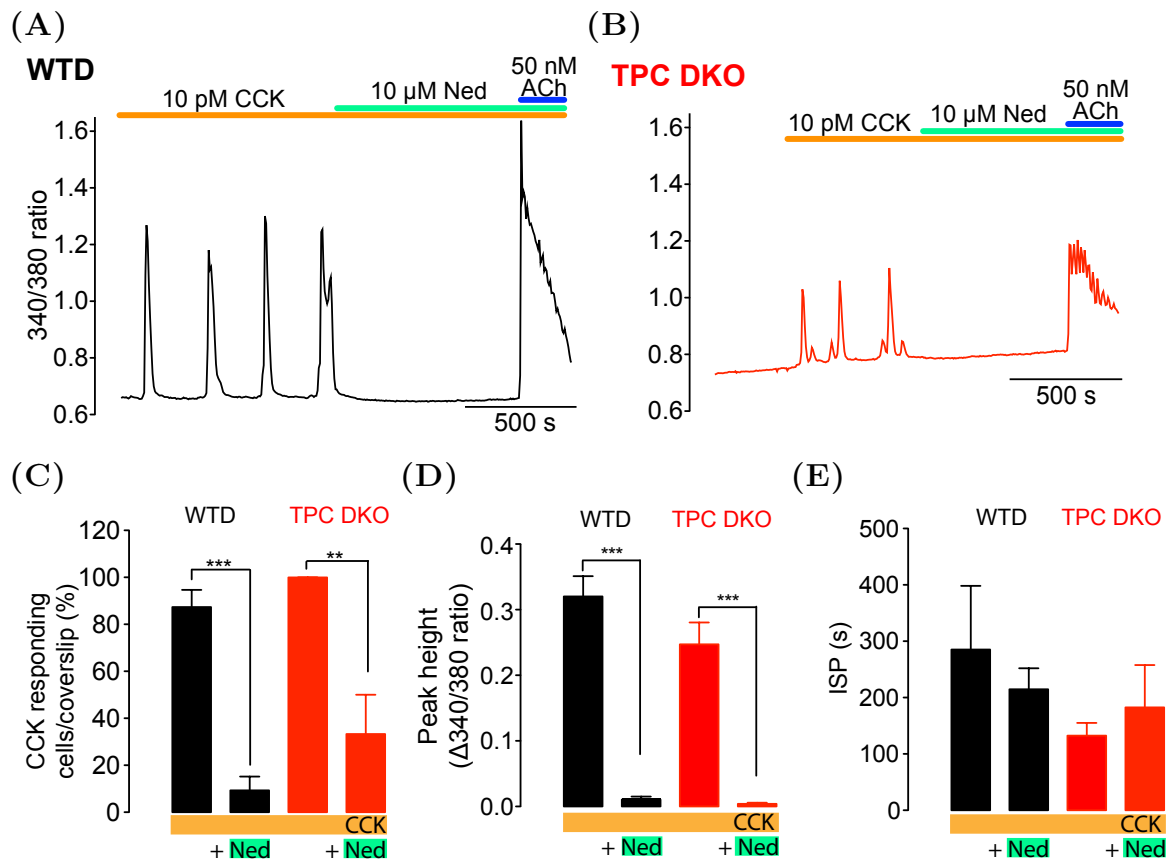 (A)
WTD
50 nM
ACh
10 pM CCK
10 µM Ned
340/380 ratio
1.6
1.4
1.2
1.0
0.8
0.6
500 s
(B)
TPC DKO
50 nM
ACh
10 pM CCK
10 µM Ned
1.6
1.4
1.2
1.0
0.8
0.6
500 s
(C)
WTD
TPC DKO
CCK responding
cells/coverslip (%)
120
100
80
60
40
20
0
***
**
CCK
+ Ned
+ Ned
(D)
WTD
TPC DKO
Peak height
(Δ340/380 ratio)
0.4
0.3
0.2
0.1
0.0
***
***
CCK
+ Ned
+ Ned
(E)
WTD
TPC DKO
ISP (s)
500
400
300
200
100
0
CCK
+ Ned
+ Ned